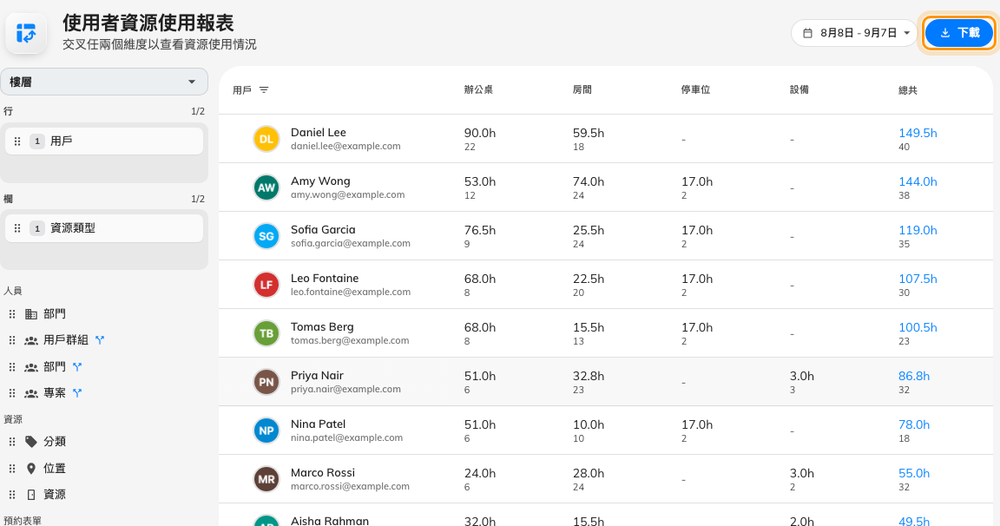 使用者資源使用報表
交叉任兩個維度以查看資源使用情況
8月8日 - 9月7日
下載
樓層
行 1/2
1 用戶
欄 1/2
1 資源類型
人員
部門
用戶群組
部門
專案
資源
分類
位置
資源
預約表單
用戶 辦公桌 房間 停車位 設備 總共
DL Daniel Lee 90.0h 59.5h - - 149.5h
daniel.lee@example.com 22 18 40
AW Amy Wong 53.0h 74.0h 17.0h - 144.0h
amy.wong@example.com 12 24 2 38
SG Sofia Garcia 76.5h 25.5h 17.0h - 119.0h
sofia.garcia@example.com 9 24 2 35
LF Leo Fontaine 68.0h 22.5h 17.0h - 107.5h
leo.fontaine@example.com 8 20 2 30
TB Tomas Berg 68.0h 15.5h 17.0h - 100.5h
tomas.berg@example.com 8 13 2 23
PN Priya Nair 51.0h 32.8h - 3.0h 86.8h
priya.nair@example.com 6 23 3 32
NP Nina Patel 51.0h 10.0h 17.0h - 78.0h
nina.patel@example.com 6 10 2 18
MR Marco Rossi 24.0h 28.0h - 3.0h 55.0h
marco.rossi@example.com 6 24 2 32
AR Aisha Rahman 32.0h 15.5h 2.0h 49.5h